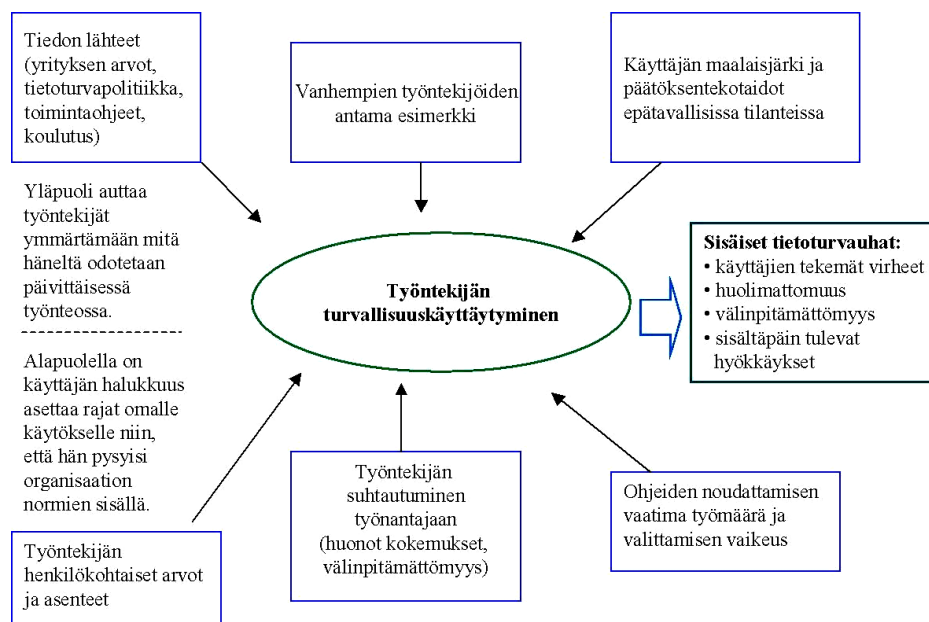 Tiedon lähteet
(yrityksen arvot,
tietoturvapolitiikka,
toimintaohjeet,
koulutus)
Vanhempien työntekijöiden
antama esimerkki
Käyttäjän maalaisjärki ja
päätöksentekotaidot
epätavallisissa tilanteissa
Yläpuoli auttaa
työntekijät
ymmärtämään mitä
häneltä odotetaan
päivittäisessä
työnteossa.
Työntekijän
turvallisuuskäyttäytyminen
Sisäiset tietoturvauhat:
• käyttäjien tekemät virheet
• huolimattomuus
• välinpitämättömyys
• sisältäpäin tulevat
hyökkäykset
Alapuolella on
käyttäjän halukkuus
asettaa rajat omalle
käytökselle niin,
että hän pysyisi
organisaation
normien sisällä.
Työntekijän
henkilökohtaiset arvot
ja asenteet
Työntekijän
suhtautuminen
työnantajaan
(huonot kokemukset,
välinpitämättömyys)
Ohjeiden noudattamisen
vaatima työmäärä ja
valittamisen vaikeus